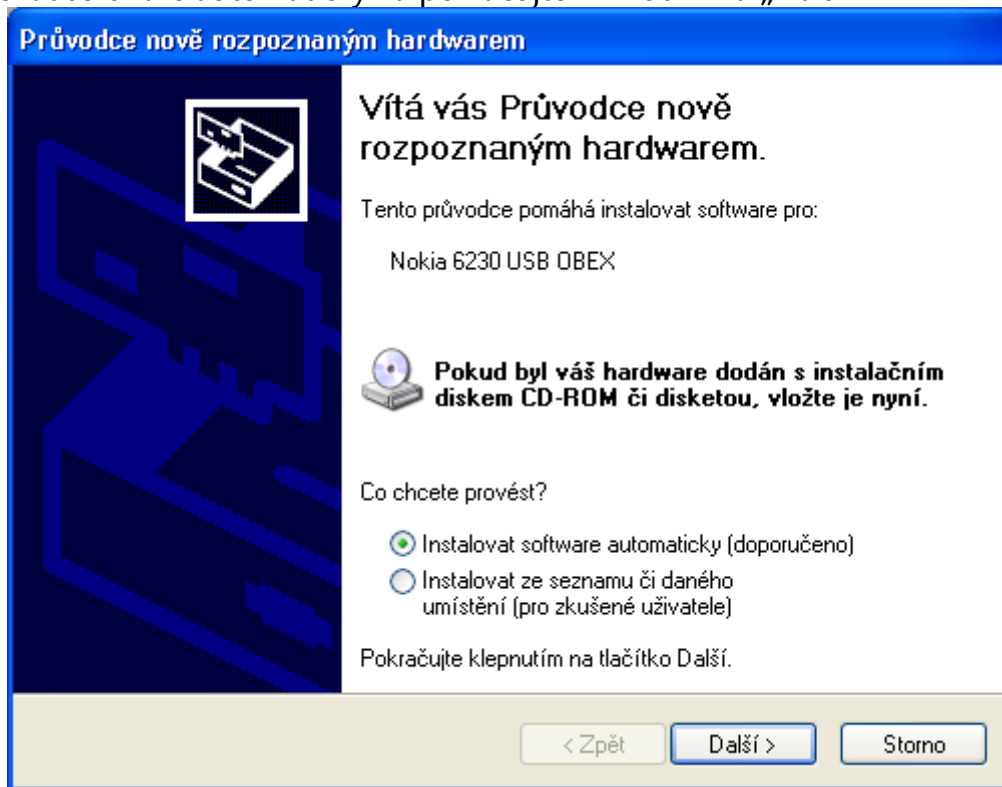 Průvodce nově rozpoznaným hardwarem
Vítá vás Průvodce nově
rozpoznaným hardwarem.
Tento průvodce pomáhá instalovat software pro:
Nokia 6230 USB OBEX
Pokud byl váš hardware dodán s instalačním
diskem CD-ROM či disketou, vložte je nyní.
Co chcete provést?
Instalovat software automaticky (doporučeno)
Instalovat ze seznamu či daného
umístění (pro zkušené uživatele)
Pokračujte klepnutím na tlačítko Další.
< Zpět Další > Storno